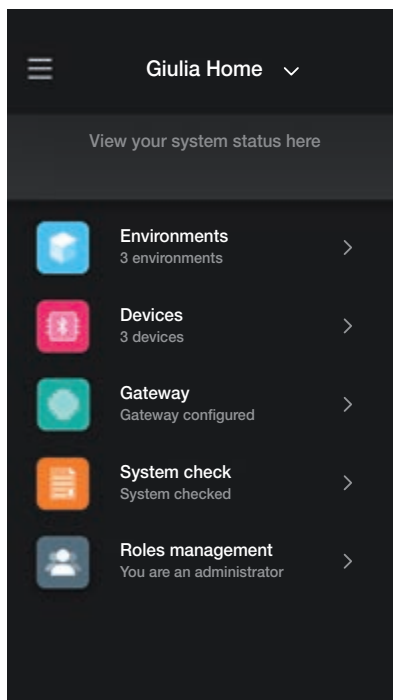 Giulia Home
View your system status here
Environments
3 environments
Devices
3 devices
Gateway
Gateway configured
System check
System checked
Roles management
You are an administrator